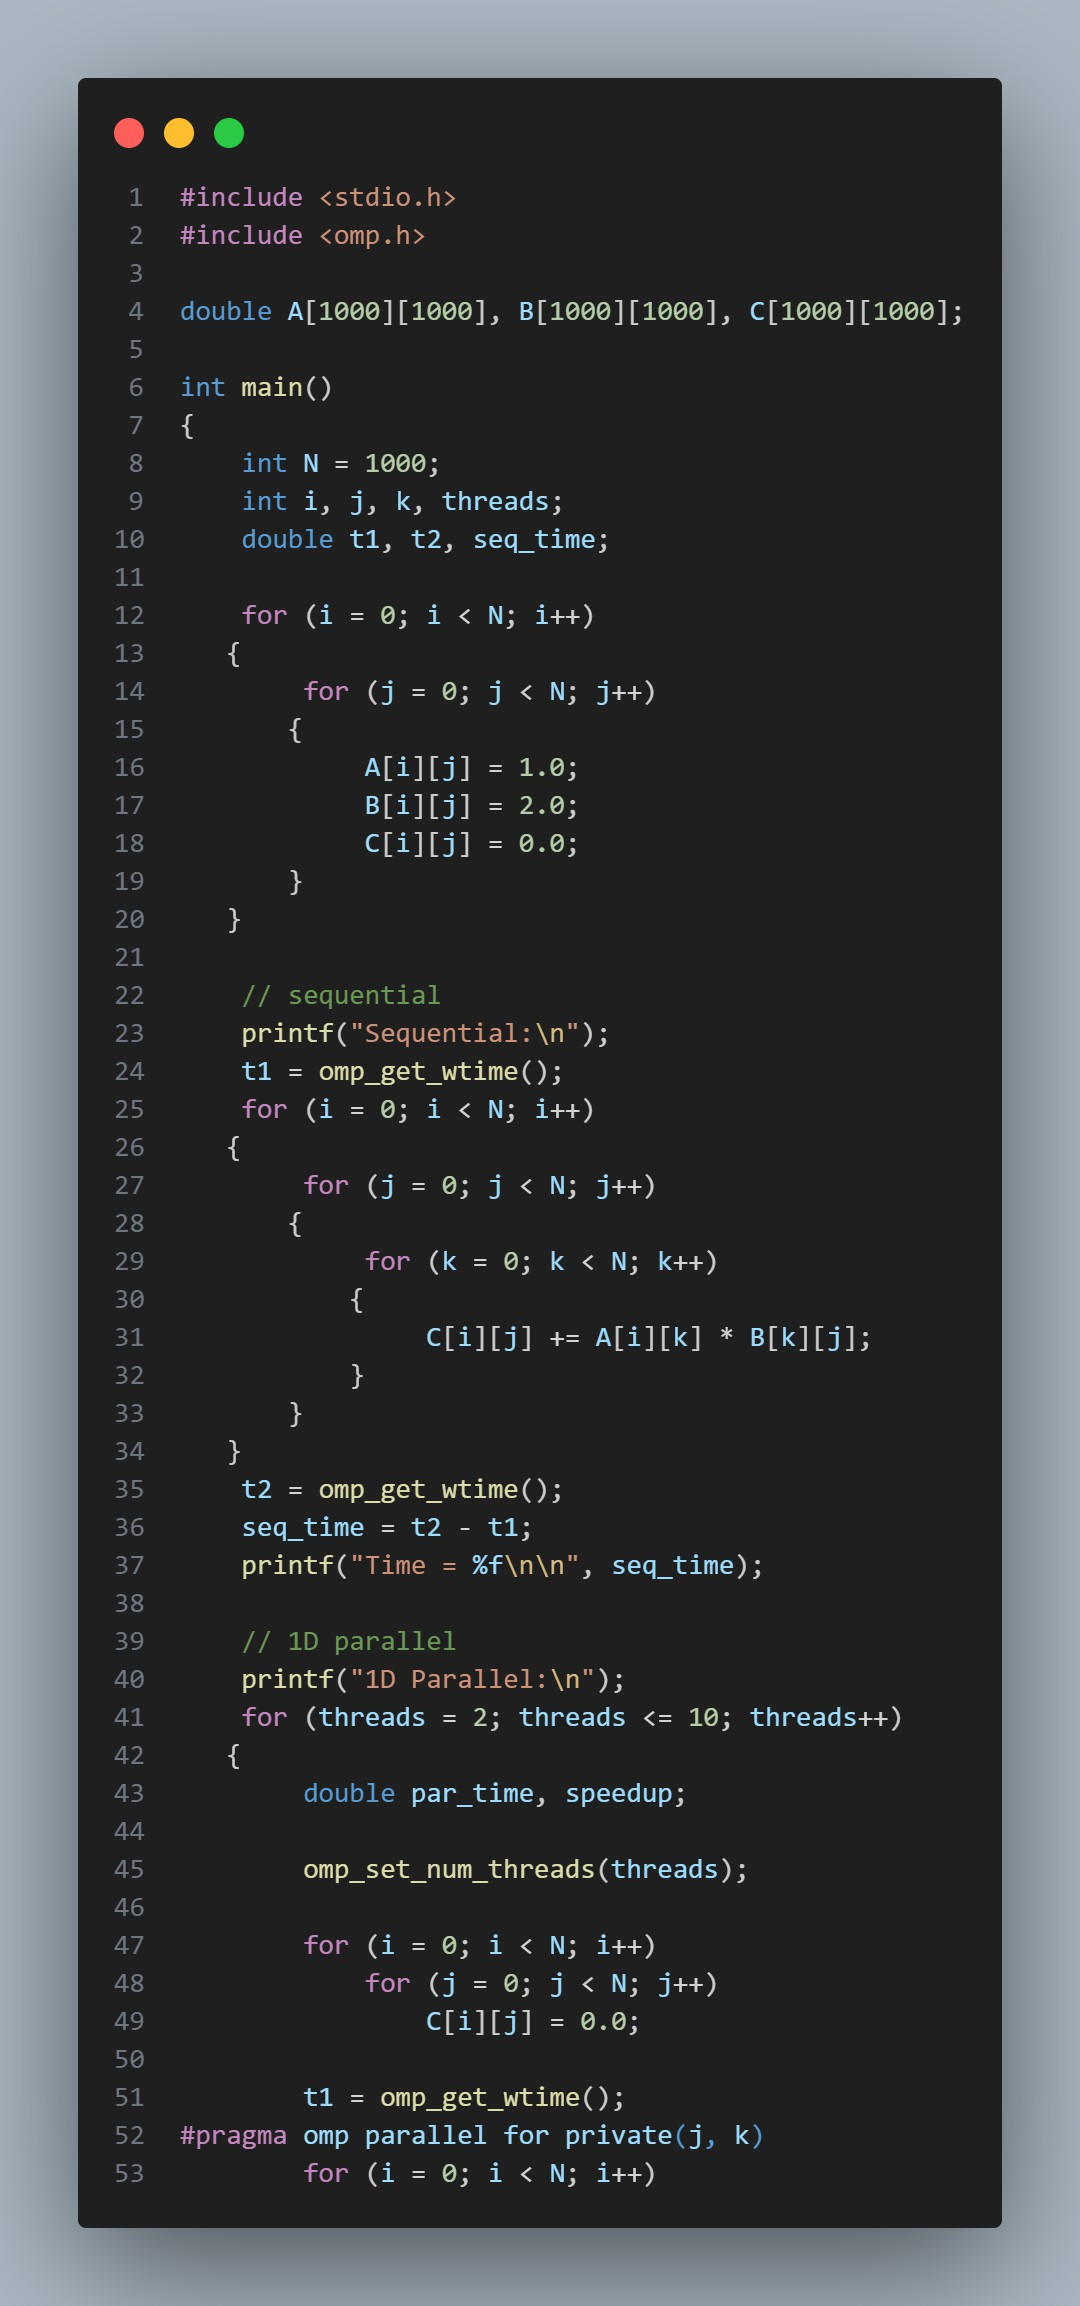 1 #include <stdio.h>
2 #include <omp.h>
3
4 double A[1000][1000], B[1000][1000], C[1000][1000];
5
6 int main()
7 {
8     int N = 1000;
9     int i, j, k, threads;
10     double t1, t2, seq_time;
11
12     for (i = 0; i < N; i++)
13    {
14         for (j = 0; j < N; j++)
15        {
16             A[i][j] = 1.0;
17             B[i][j] = 2.0;
18             C[i][j] = 0.0;
19        }
20    }
21
22     // sequential
23     printf("Sequential:\n");
24     t1 = omp_get_wtime();
25     for (i = 0; i < N; i++)
26    {
27         for (j = 0; j < N; j++)
28        {
29             for (k = 0; k < N; k++)
30            {
31                 C[i][j] += A[i][k] * B[k][j];
32            }
33        }
34    }
35     t2 = omp_get_wtime();
36     seq_time = t2 - t1;
37     printf("Time = %f\n\n", seq_time);
38
39     // 1D parallel
40     printf("1D Parallel:\n");
41     for (threads = 2; threads <= 10; threads++)
42    {
43         double par_time, speedup;
44
45         omp_set_num_threads(threads);
46
47         for (i = 0; i < N; i++)
48             for (j = 0; j < N; j++)
49                 C[i][j] = 0.0;
50
51         t1 = omp_get_wtime();
52 #pragma omp parallel for private(j, k)
53         for (i = 0; i < N; i++)